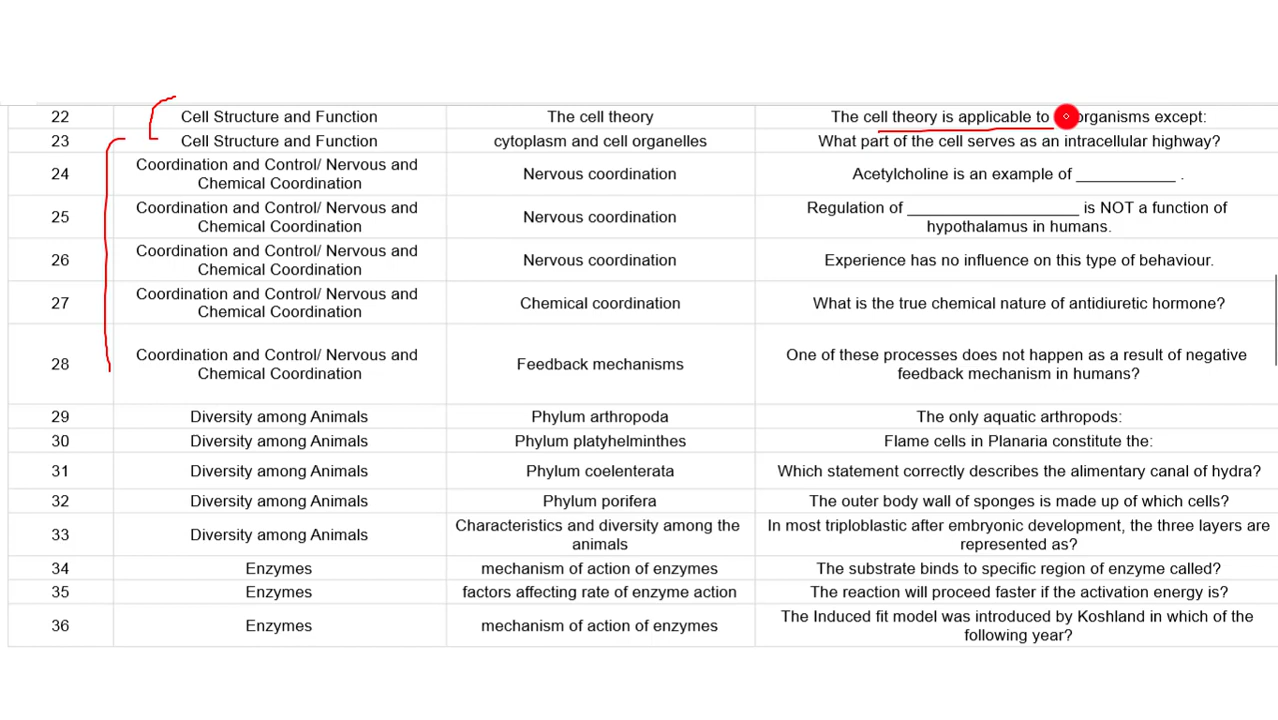 22 Cell Structure and Function The cell theory The cell theory is applicable to organisms except:
23 Cell Structure and Function cytoplasm and cell organelles What part of the cell serves as an intracellular highway?
24 Coordination and Control/ Nervous and Chemical Coordination Nervous coordination Acetylcholine is an example of ___________ .
25 Coordination and Control/ Nervous and Chemical Coordination Nervous coordination Regulation of ___________________ is NOT a function of hypothalamus in humans.
26 Coordination and Control/ Nervous and Chemical Coordination Nervous coordination Experience has no influence on this type of behaviour.
27 Coordination and Control/ Nervous and Chemical Coordination Chemical coordination What is the true chemical nature of antidiuretic hormone?
28 Coordination and Control/ Nervous and Chemical Coordination Feedback mechanisms One of these processes does not happen as a result of negative feedback mechanism in humans?
29 Diversity among Animals Phylum arthropoda The only aquatic arthropods:
30 Diversity among Animals Phylum platyhelminthes Flame cells in Planaria constitute the:
31 Diversity among Animals Phylum coelenterata Which statement correctly describes the alimentary canal of hydra?
32 Diversity among Animals Phylum porifera The outer body wall of sponges is made up of which cells?
33 Diversity among Animals Characteristics and diversity among the animals In most triploblastic after embryonic development, the three layers are represented as?
34 Enzymes mechanism of action of enzymes The substrate binds to specific region of enzyme called?
35 Enzymes factors affecting rate of enzyme action The reaction will proceed faster if the activation energy is?
36 Enzymes mechanism of action of enzymes The Induced fit model was introduced by Koshland in which of the following year?